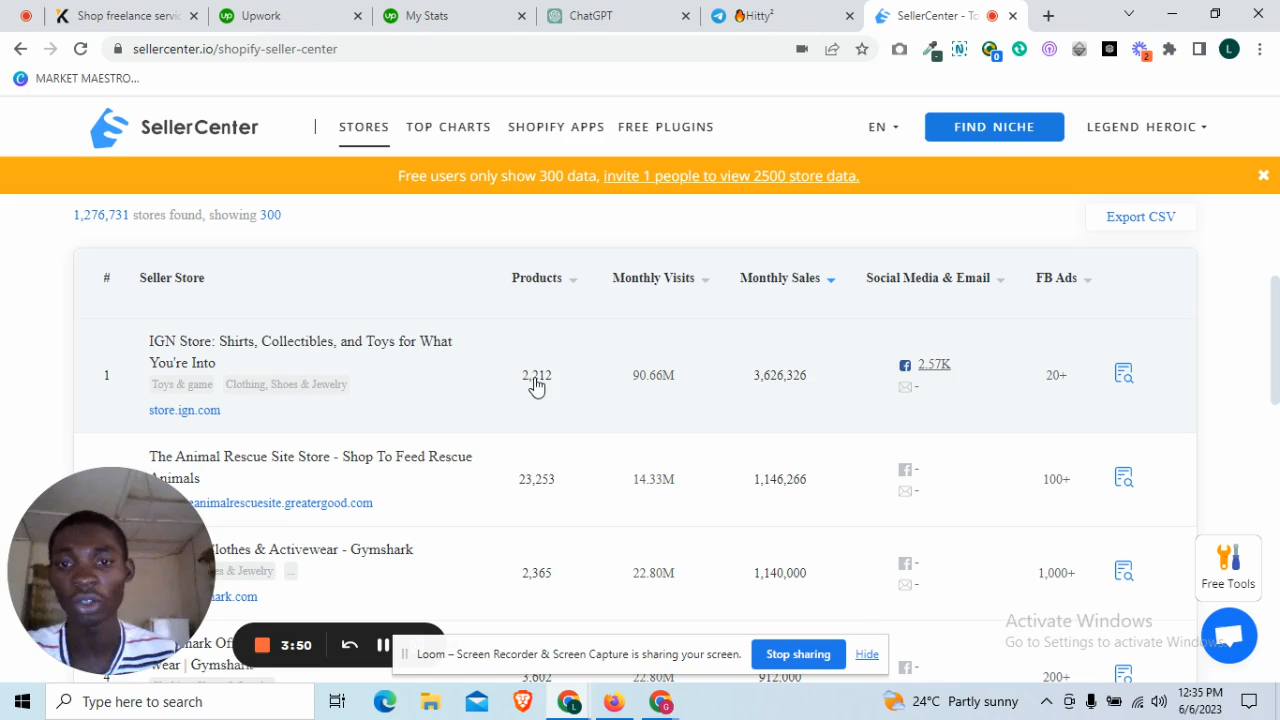 Shop freelance servic
Upwork
My Stats
ChatGPT
🔥Hitty²
SellerCenter - To
sellercenter.io/shopify-seller-center
L
MARKET MAESTRO...
SellerCenter
STORES
TOP CHARTS
SHOPIFY APPS
FREE PLUGINS
EN
FIND NICHE
LEGEND HEROIC
Free users only show 300 data, invite 1 people to view 2500 store data.
1,276,731 stores found, showing 300
Export CSV
# Seller Store Products Monthly Visits Monthly Sales Social Media & Email FB Ads
IGN Store: Shirts, Collectibles, and Toys for What
You're Into
1 2,212 90.66M 3,626,326 2.57K 20+
Toys & game Clothing, Shoes & Jewelry
-
store.ign.com
The Animal Rescue Site Store - Shop To Feed Rescue
Animals
23,253 14.33M 1,146,266 - 100+
-
eanimalrescuesite.greatergood.com
Clothes & Activewear - Gymshark
es & Jewelry ...
2,365 22.80M 1,140,000 - 1,000+
-
ark.com
mark Of
Wear | Gymshark
4 3,602 22.80M 912,000 - 200+
Free Tools
Activate Windows
Go to Settings to activate Windows.
3:50
Loom – Screen Recorder & Screen Capture is sharing your screen.
Stop sharing
Hide
Type here to search
24°C Partly sunny
12:35 PM
6/6/2023